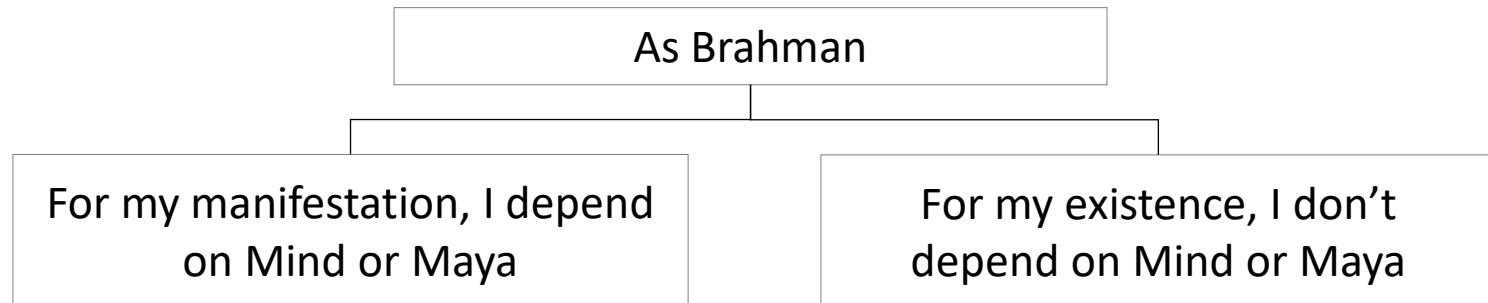 As Brahman
For my manifestation, I depend
on Mind or Maya
For my existence, I don’t
depend on Mind or Maya